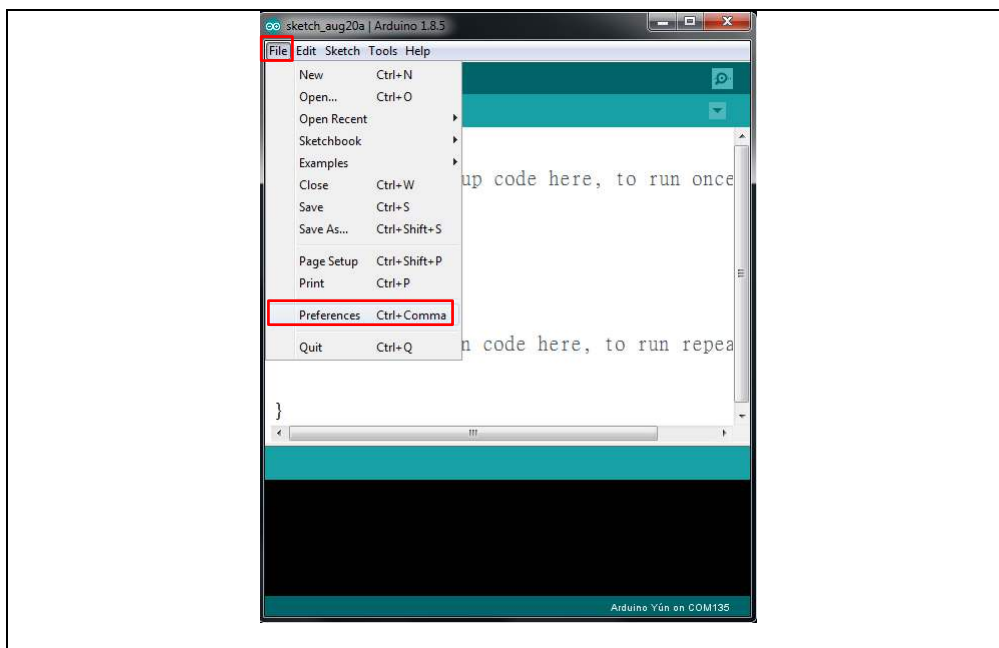 sketch_aug20a | Arduino 1.8.5
File Edit Sketch Tools Help
New Ctrl+N
Open... Ctrl+O
Open Recent
Sketchbook
Examples
Close Ctrl+W
up code here, to run once
Save Ctrl+S
Save As... Ctrl+Shift+S
Page Setup Ctrl+Shift+P
Print Ctrl+P
Preferences Ctrl+Comma
Quit Ctrl+Q
n code here, to run repea
}
Arduino Yún on COM135